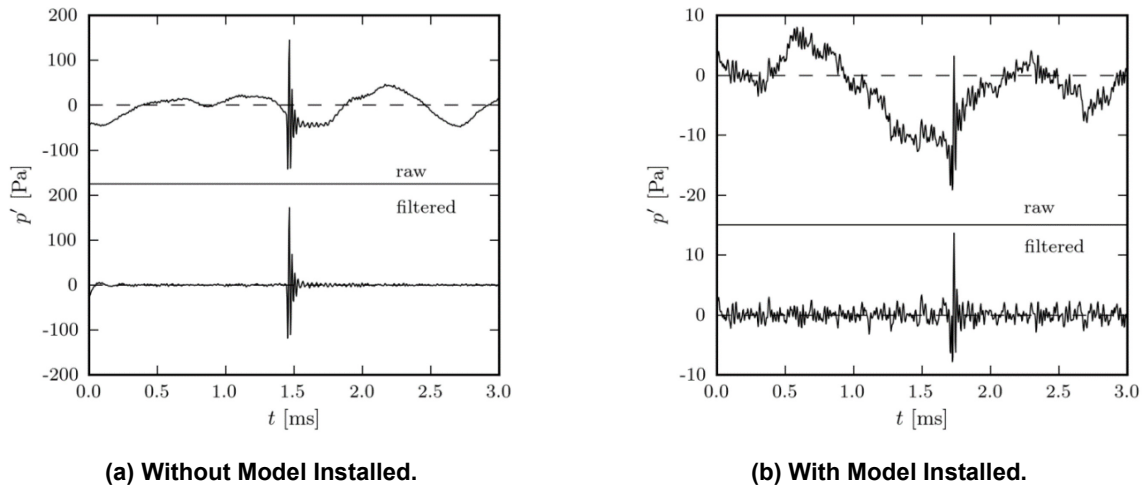 200
100
0
-100
raw
200
filtered
100
0
-100
-200
p′ [Pa]
0.0 0.5 1.0 1.5 2.0 2.5 3.0
t [ms]
(a) Without Model Installed.
10
0
-10
-20
raw
filtered
10
0
-10
p′ [Pa]
0.0 0.5 1.0 1.5 2.0 2.5 3.0
t [ms]
(b) With Model Installed.